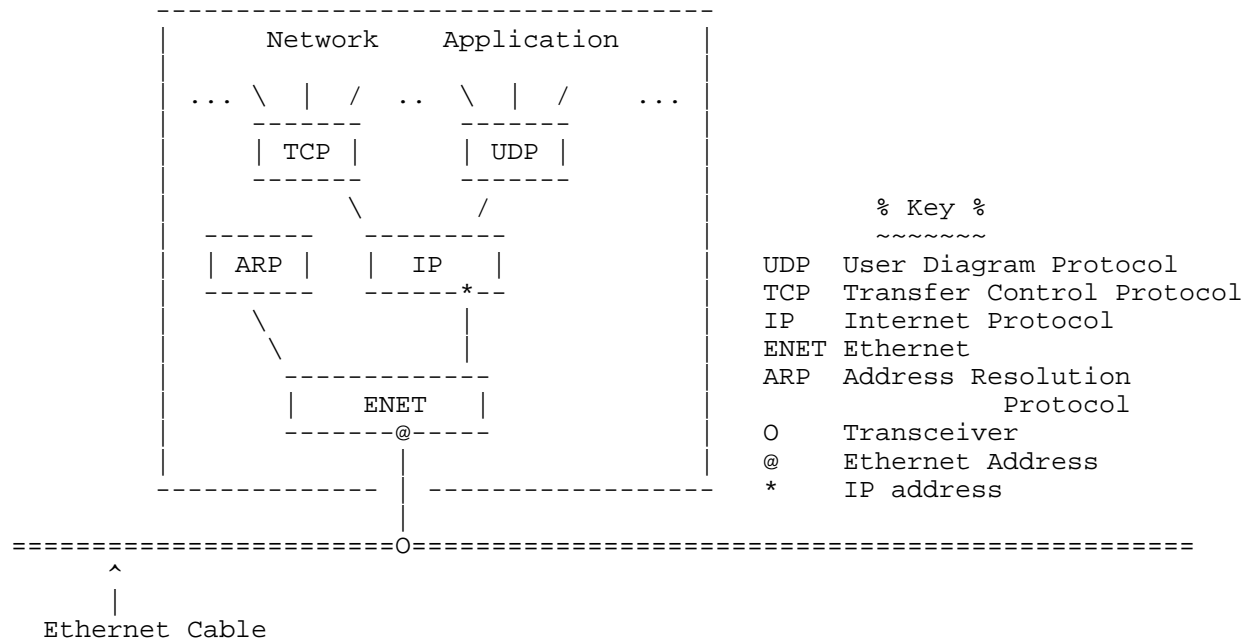 Network Application
... .. ...
TCP UDP
% Key %
ARP IP
UDP User Diagram Protocol
TCP Transfer Control Protocol
* IP Internet Protocol
ENET Ethernet
ARP Address Resolution
Protocol
ENET
@ O Transceiver
@ Ethernet Address
* IP address
O
^
Ethernet Cable